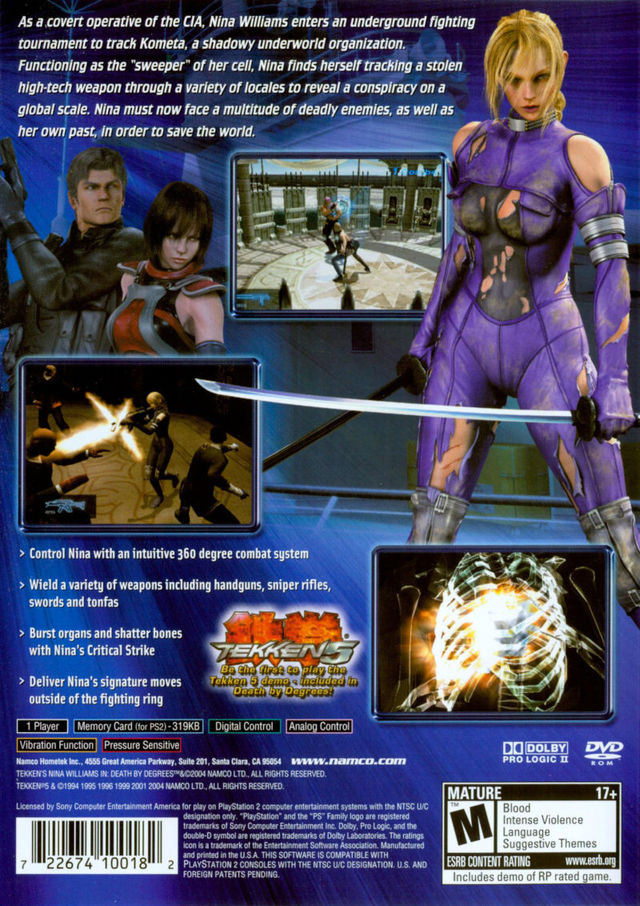 As a covert operative of the CIA, Nina Williams enters an underground fighting
tournament to track Kometa, a shadowy underworld organization.
Functioning as the "sweeper" of her cell, Nina finds herself tracking a stolen
high-tech weapon through a variety of locales to reveal a conspiracy on a
global scale. Nina must now face a multitude of deadly enemies, as well as
her own past, in order to save the world.
> Control Nina with an intuitive 360 degree combat system
> Wield a variety of weapons including handguns, sniper rifles,
swords and tonfas
> Burst organs and shatter bones
with Nina's Critical Strike
> Deliver Nina's signature moves
outside of the fighting ring
鉄拳
TEKKEN 5
Be the first to play the
Tekken 5 demo - included in
Death by Degrees!
1 Player
Memory Card (for PS2) - 319KB
Digital Control
Analog Control
Vibration Function
Pressure Sensitive
Namco Hometek Inc., 4555 Great America Parkway, Suite 201, Santa Clara, CA 95054 www.namco.com
TEKKEN'S NINA WILLIAMS IN: DEATH BY DEGREES™&©2004 NAMCO LTD., ALL RIGHTS RESERVED.
TEKKEN®5 & ©1994 1995 1996 1999 2001 2004 NAMCO LTD., ALL RIGHTS RESERVED.
Licensed by Sony Computer Entertainment America for play on PlayStation 2 computer entertainment systems with the NTSC U/C
designation only. "PlayStation" and the "PS" Family logo are registered
trademarks of Sony Computer Entertainment Inc. Dolby, Pro Logic, and the
double-D symbol are registered trademarks of Dolby Laboratories. The ratings
icon is a trademark of the Entertainment Software Association. Manufactured
and printed in the U.S.A. THIS SOFTWARE IS COMPATIBLE WITH
PLAYSTATION 2 CONSOLES WITH THE NTSC U/C DESIGNATION. U.S. AND
FOREIGN PATENTS PENDING.
7 22674 10018 2
DOLBY
PRO LOGIC II
DVD
ROM
MATURE 17+
M
TM
Blood
Intense Violence
Language
Suggestive Themes
ESRB CONTENT RATING www.esrb.org
Includes demo of RP rated game.